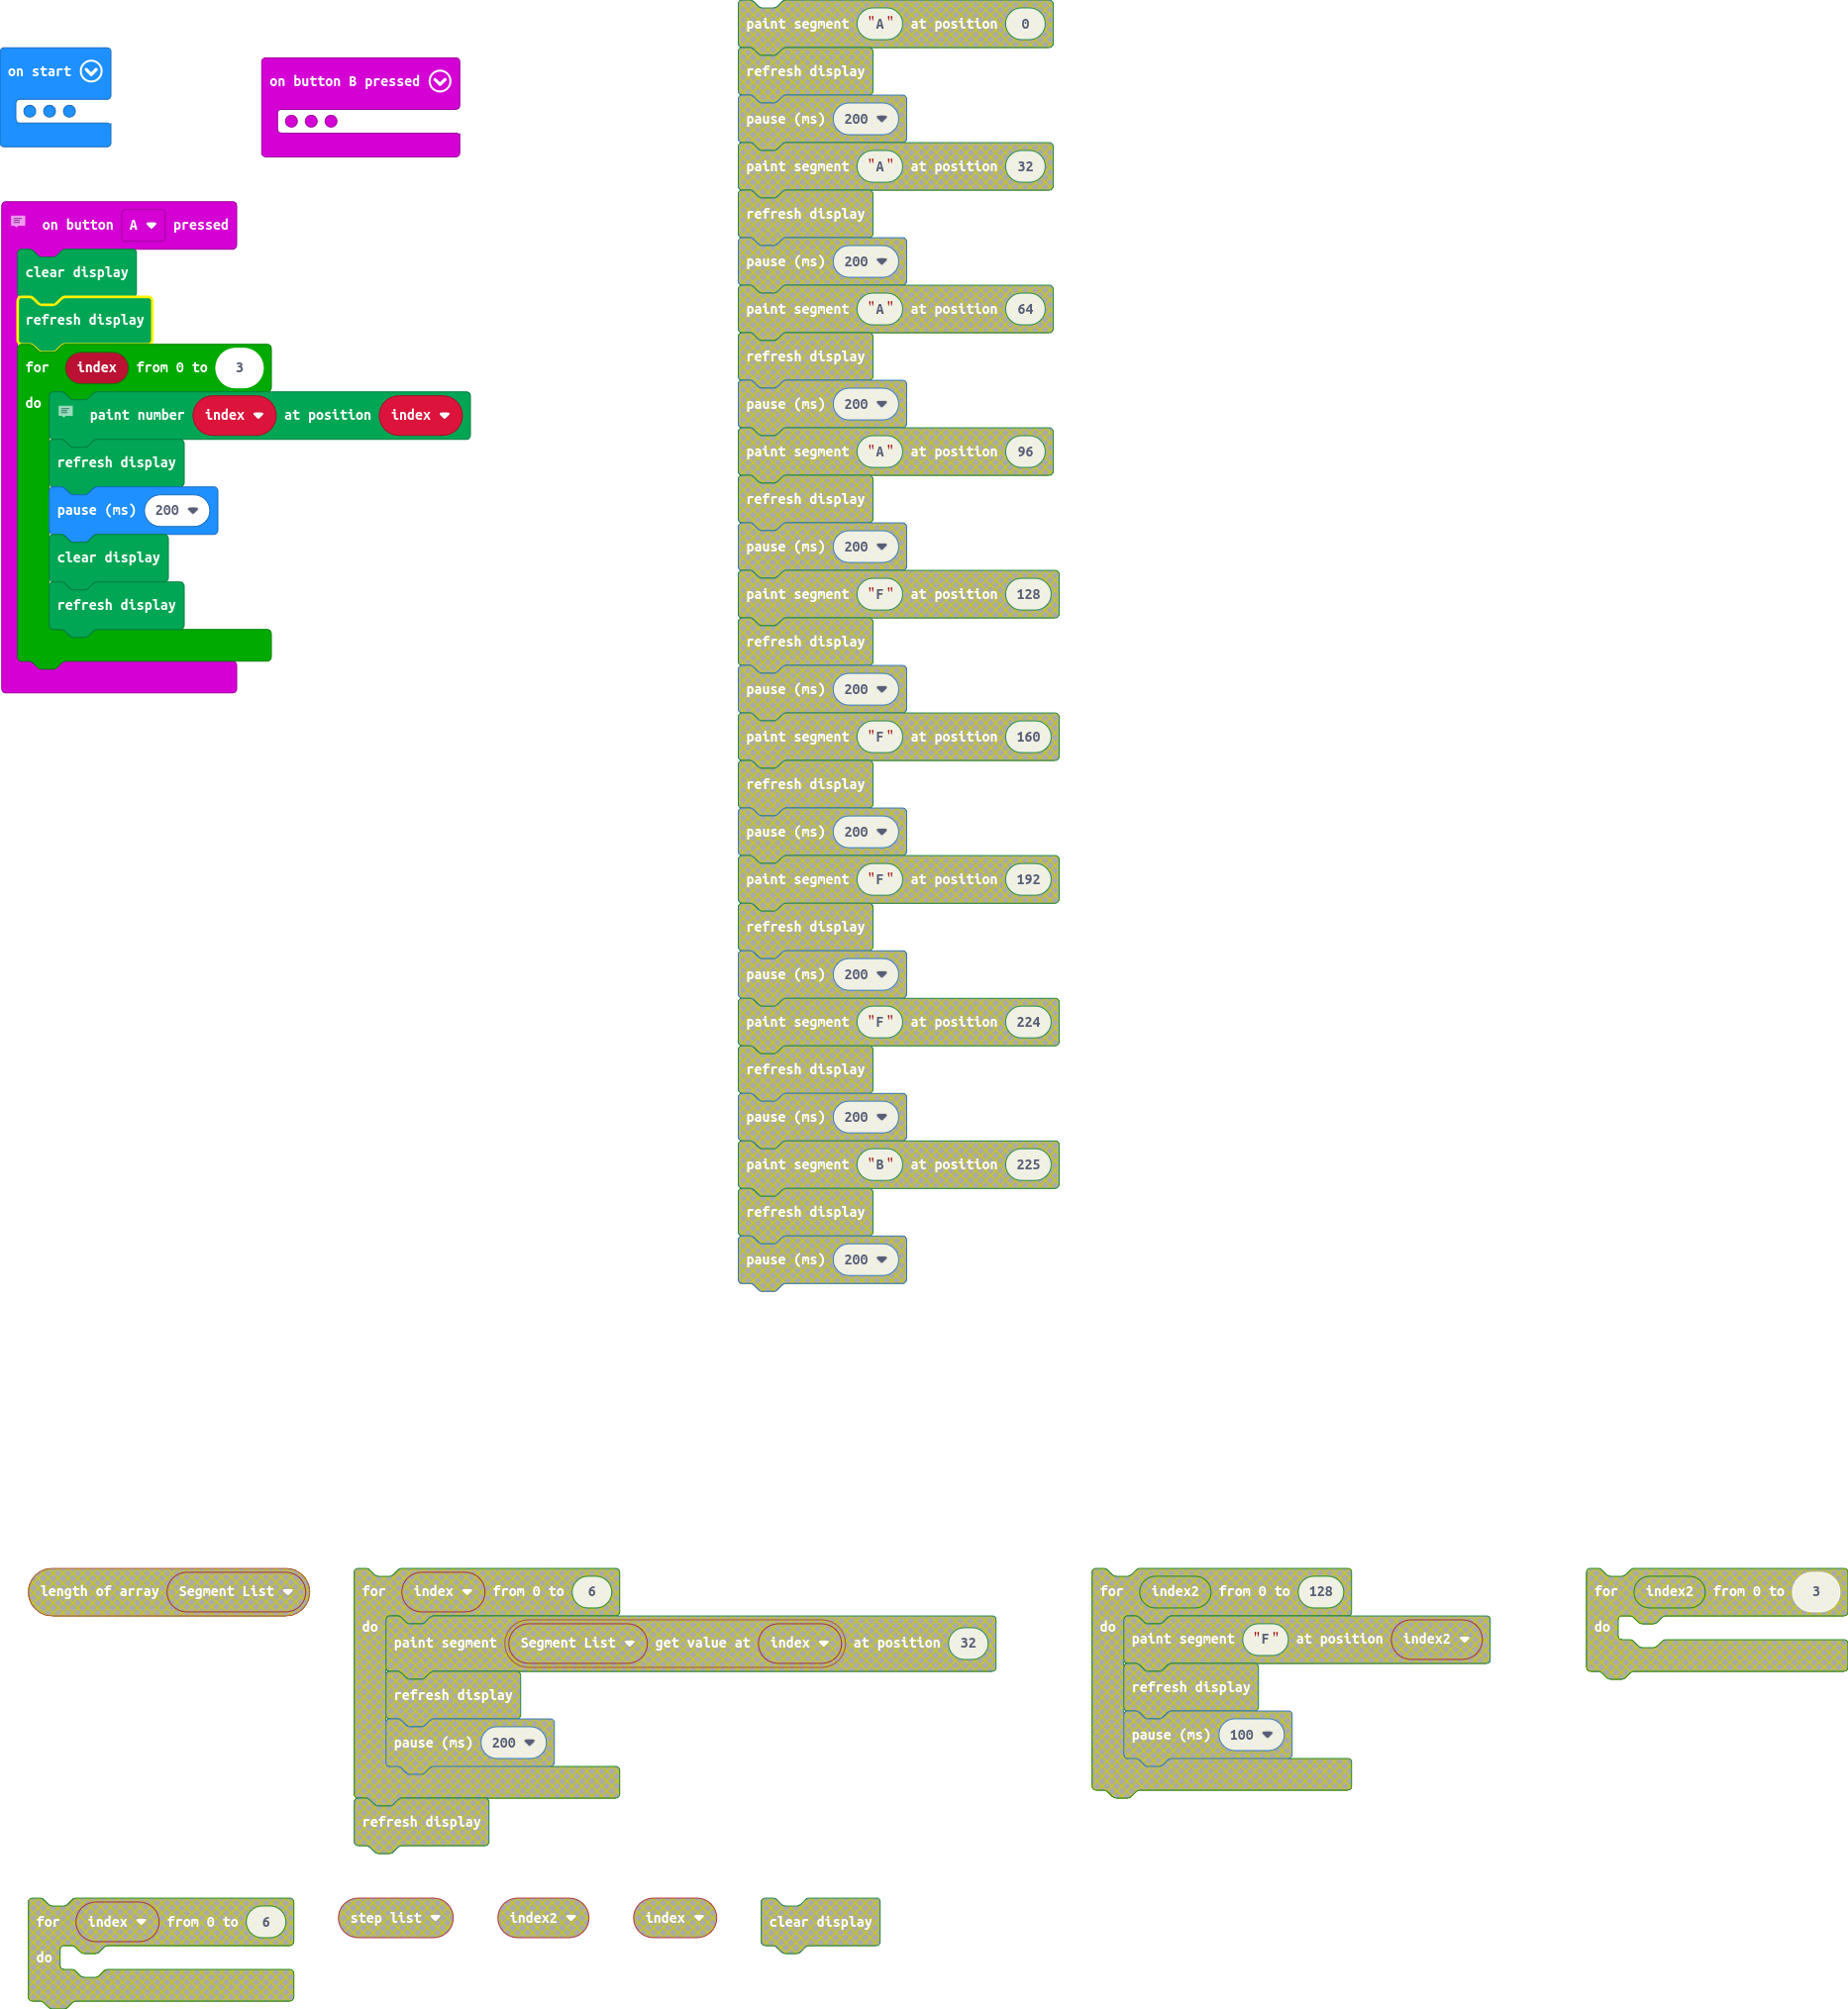 on start
on button B pressed
on button A pressed
clear display
refresh display
for index from 0 to 3
do
paint number index at position index
refresh display
pause (ms) 200
clear display
refresh display
paint segment "A" at position 0
refresh display
pause (ms) 200
paint segment "A" at position 32
refresh display
pause (ms) 200
paint segment "A" at position 64
refresh display
pause (ms) 200
paint segment "A" at position 96
refresh display
pause (ms) 200
paint segment "F" at position 128
refresh display
pause (ms) 200
paint segment "F" at position 160
refresh display
pause (ms) 200
paint segment "F" at position 192
refresh display
pause (ms) 200
paint segment "F" at position 224
refresh display
pause (ms) 200
paint segment "B" at position 225
refresh display
pause (ms) 200
length of array Segment List
for index from 0 to 6
do
paint segment Segment List get value at index at position 32
refresh display
pause (ms) 200
refresh display
for index2 from 0 to 128
do
paint segment "F" at position index2
refresh display
pause (ms) 100
for index2 from 0 to 3
do
for index from 0 to 6
do
step list
index2
index
clear display